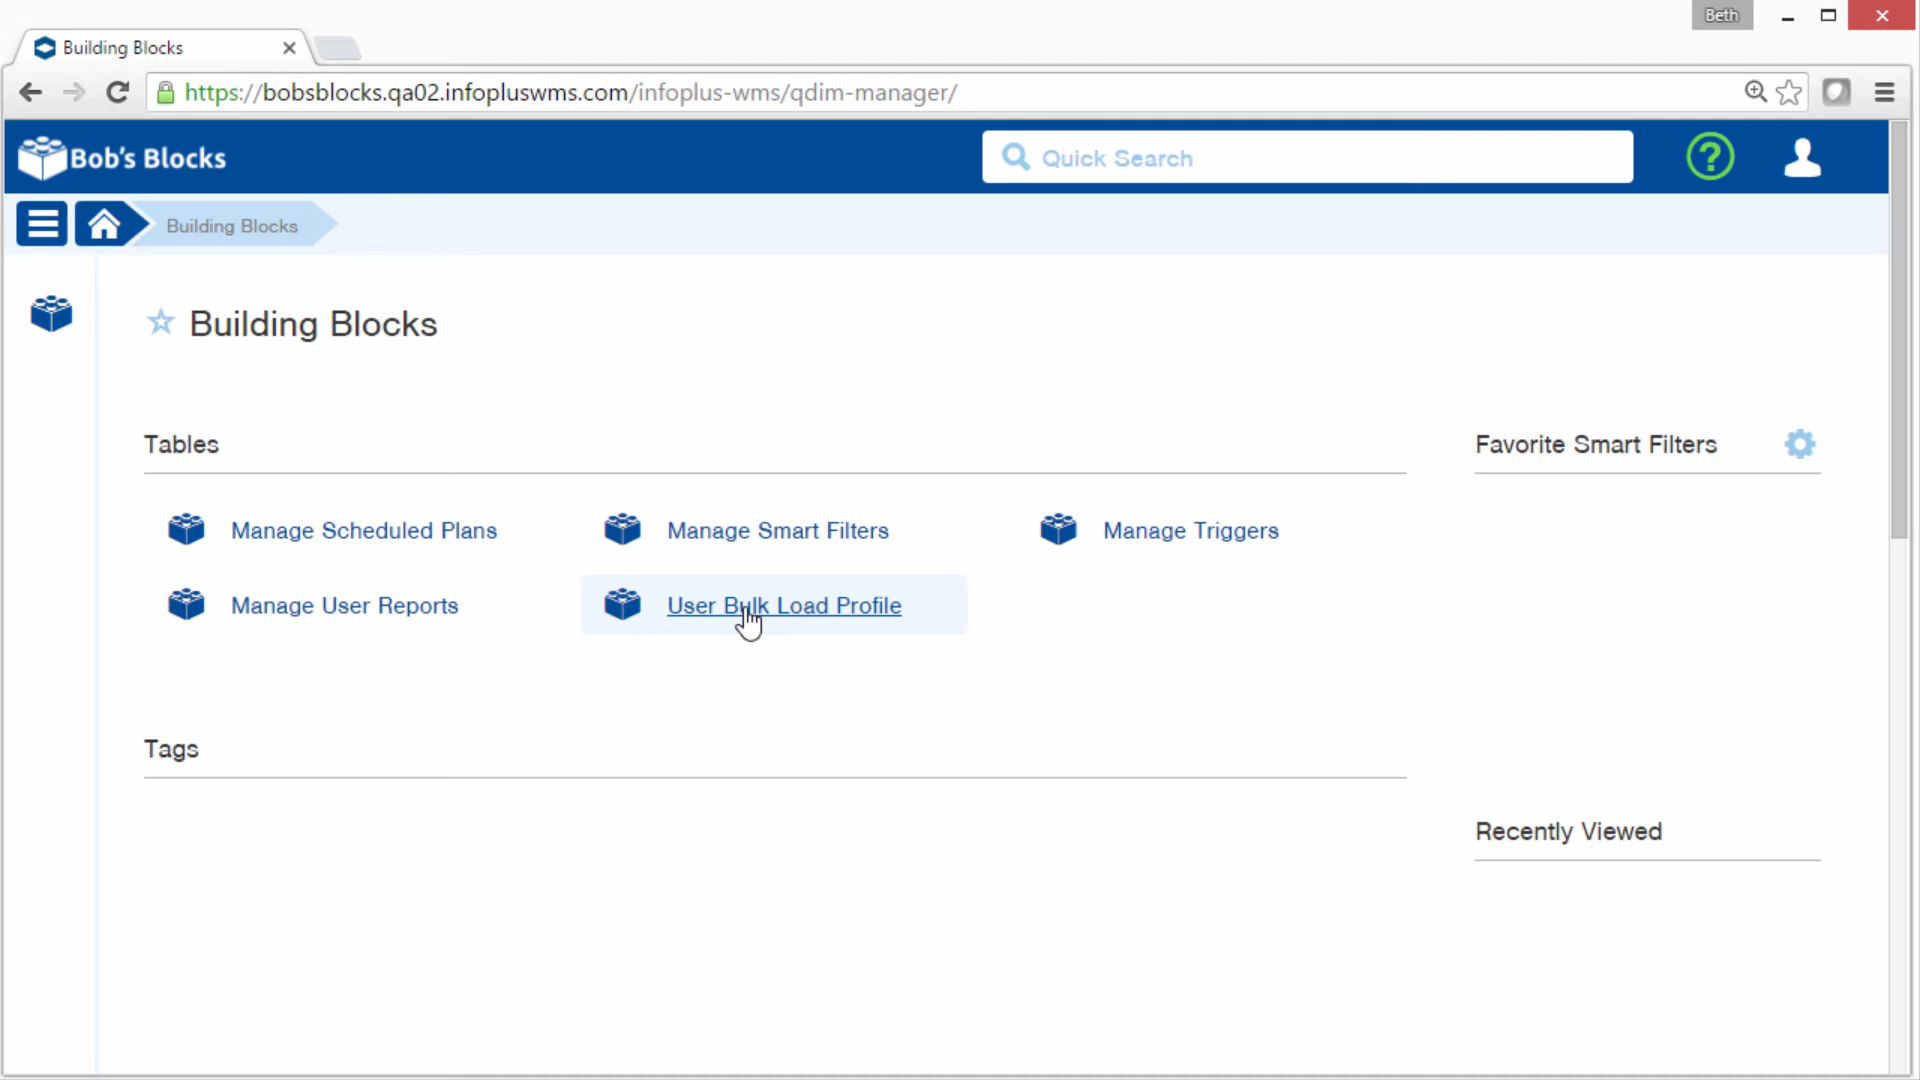 Beth
Building Blocks
https://bobsblocks.qa02.infopluswms.com/infoplus-wms/qdim-manager/
Bob's Blocks
Quick Search
?
Building Blocks
Building Blocks
Tables
Favorite Smart Filters
Manage Scheduled Plans
Manage Smart Filters
Manage Triggers
Manage User Reports
User Bulk Load Profile
Tags
Recently Viewed